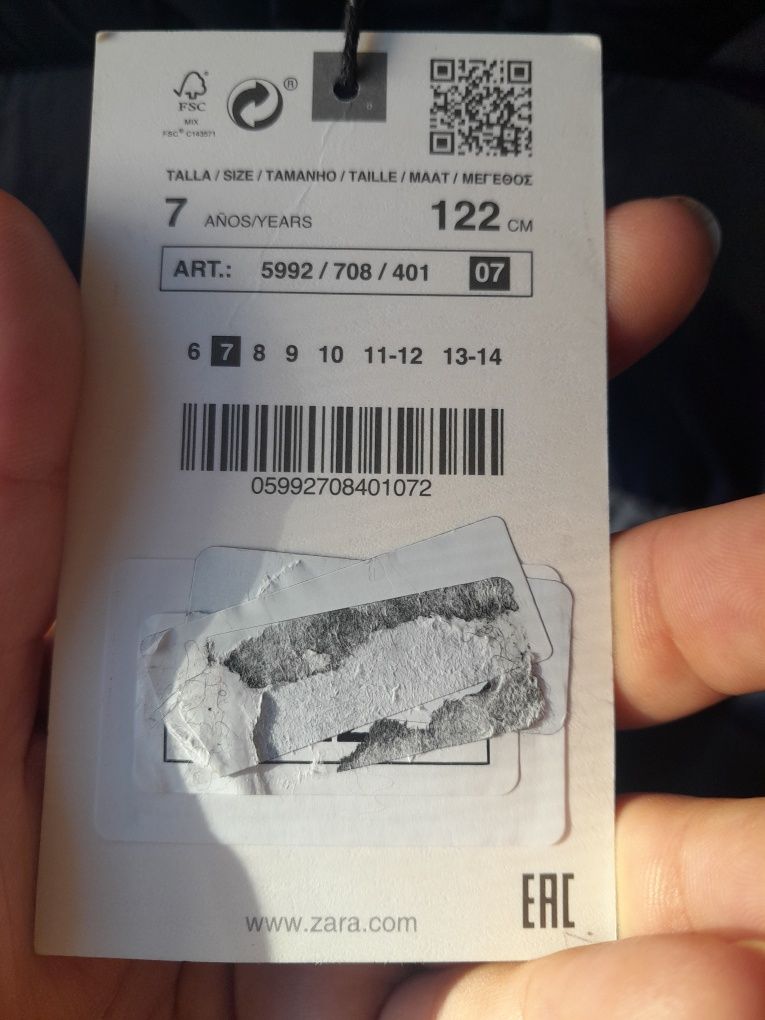 FSC
MIX
FSC® C143571
®
8
TALLA / SIZE / TAMANHO / TAILLE / MAAT / ΜΕΓΕΘΟΣ
7 AÑOS/YEARS 122 CM
ART.: 5992 / 708 / 401 07
6 7 8 9 10 11-12 13-14
05992708401072
www.zara.com
EAC